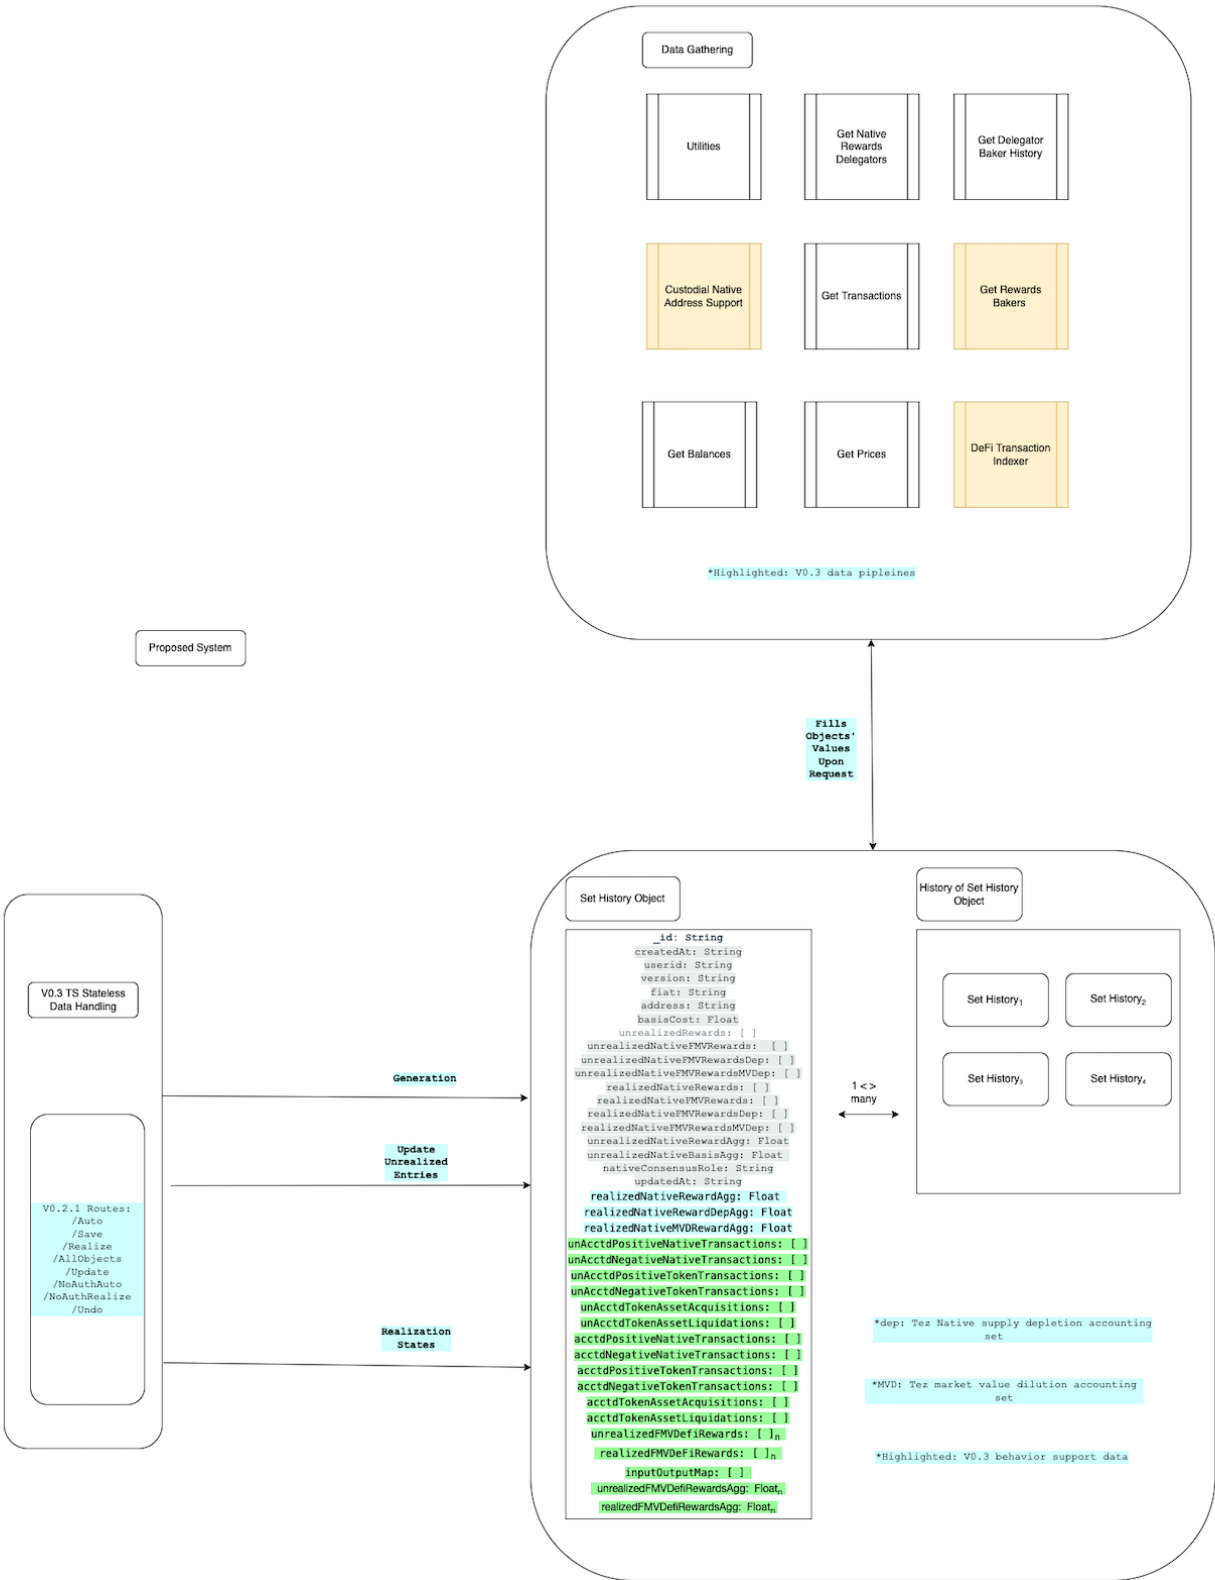 Data Gathering
Utilities
Get Native
Rewards
Delegators
Get Delegator
Baker History
Custodial Native
Address Support
Get Transactions
Get Rewards
Bakers
Get Balances
Get Prices
DeFi Transaction
Indexer
*Highlighted: V0.3 data pipleines
Proposed System
Fills
Objects'
Values
Upon
Request
V0.3 TS Stateless
Data Handling
V0.2.1 Routes:
/Auto
/Save
/Realize
/AllObjects
/Update
/NoAuthAuto
/NoAuthRealize
/Undo
Generation
Update
Unrealized
Entries
Realization
States
Set History Object
_id: String
createdAt: String
userid: String
version: String
fiat: String
address: String
basisCost: Float
unrealizedRewards: [ ]
unrealizedNativeFMVRewards:  [ ]
unrealizedNativeFMVRewardsDep: [ ]
unrealizedNativeFMVRewardsMVDep: [ ]
realizedNativeRewards: [ ]
realizedNativeFMVRewards: [ ]
realizedNativeFMVRewardsDep: [ ]
realizedNativeFMVRewardsMVDep: [ ]
unrealizedNativeRewardAgg: Float
unrealizedNativeBasisAgg: Float
nativeConsensusRole: String
updatedAt: String
realizedNativeRewardAgg: Float
realizedNativeRewardDepAgg: Float
realizedNativeMVDRewardAgg: Float
unAcctdPositiveNativeTransactions: [ ]
unAcctdNegativeNativeTransactions: [ ]
unAcctdPositiveTokenTransactions: [ ]
unAcctdNegativeTokenTransactions: [ ]
unAcctdTokenAssetAcquisitions: [ ]
unAcctdTokenAssetLiquidations: [ ]
acctdPositiveNativeTransactions: [ ]
acctdNegativeNativeTransactions: [ ]
acctdPositiveTokenTransactions: [ ]
acctdNegativeTokenTransactions: [ ]
acctdTokenAssetAcquisitions: [ ]
acctdTokenAssetLiquidations: [ ]
unrealizedFMVDefiRewards: [ ]n
realizedFMVDeFiRewards: [ ]n
inputOutputMap: [ ]
unrealizedFMVDefiRewardsAgg: Floatn
realizedFMVDefiRewardsAgg: Floatn
1 <>
many
History of Set History
Object
Set History1
Set History2
Set History3
Set History4
*dep: Tez Native supply depletion accounting
set
*MVD: Tez market value dilution accounting
set
*Highlighted: V0.3 behavior support data